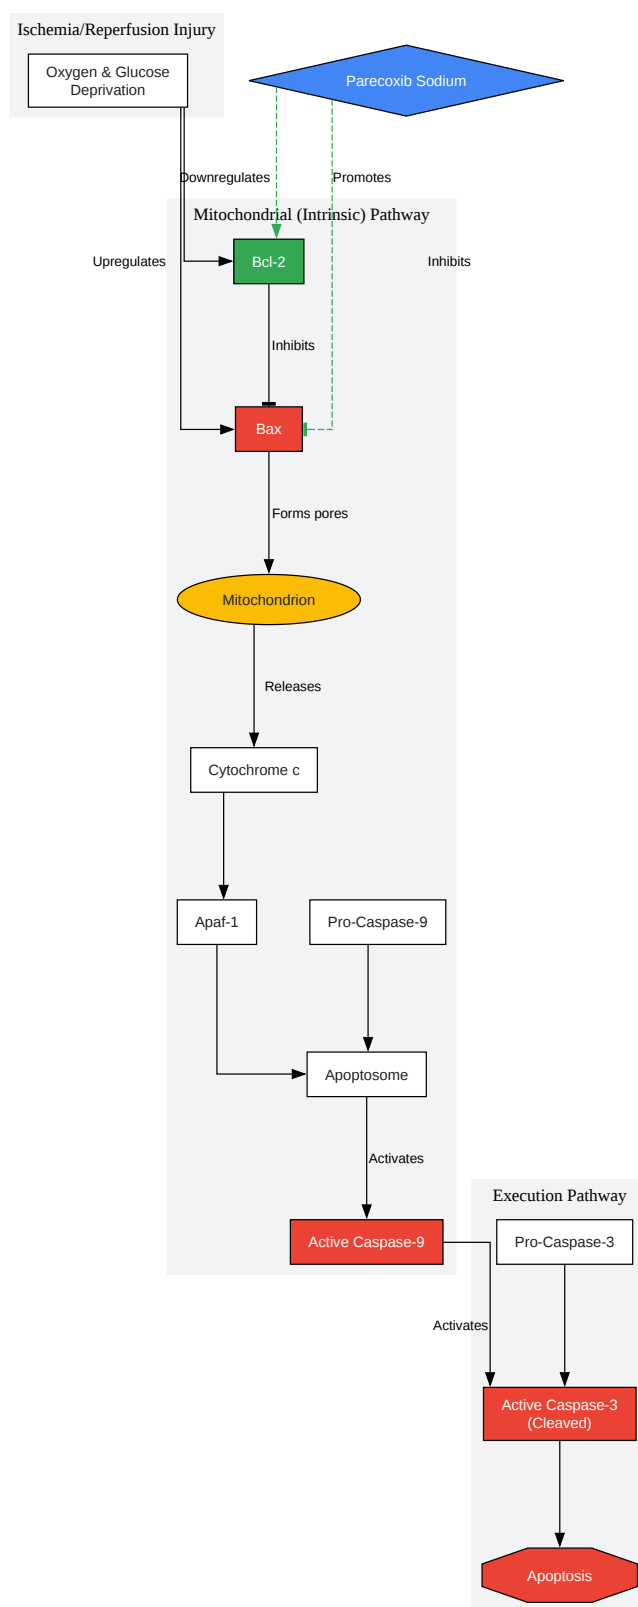 Ischemia/Reperfusion Injury
Oxygen & Glucose
Deprivation
Parecoxib Sodium
Downregulates
Promotes
Mitochondrial (Intrinsic) Pathway
Upregulates
Bcl-2
Inhibits
Inhibits
Bax
Forms pores
Mitochondrion
Releases
Cytochrome c
Apaf-1
Pro-Caspase-9
Apoptosome
Activates
Execution Pathway
Active Caspase-9
Pro-Caspase-3
Activates
Active Caspase-3
(Cleaved)
Apoptosis